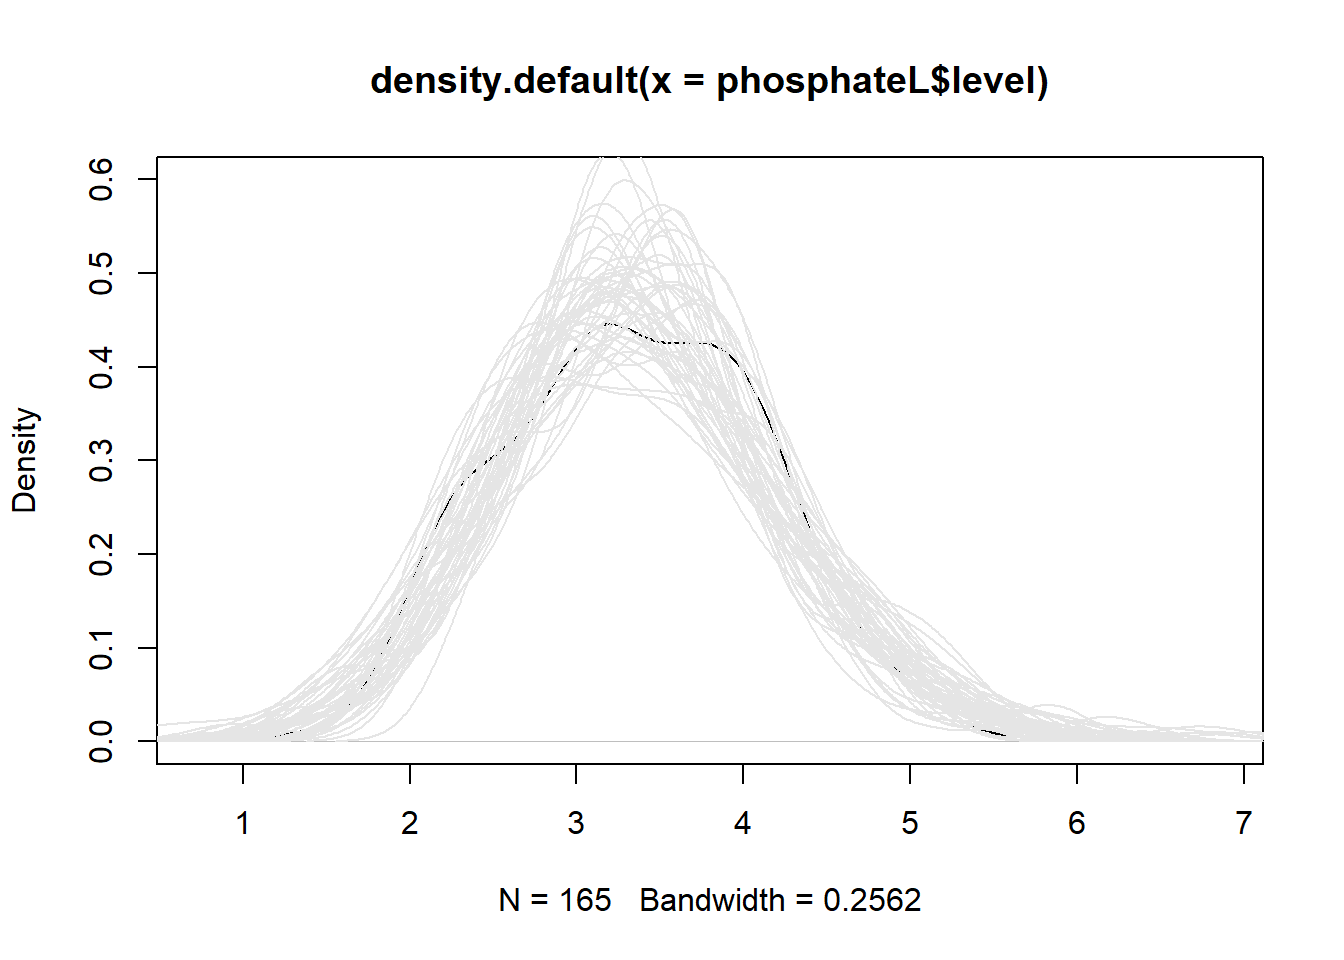 density.default(x = phosphateL$level)
Density
0.6
0.5
0.4
0.3
0.2
0.1
0.0
1 2 3 4 5 6 7
N = 165 Bandwidth = 0.2562